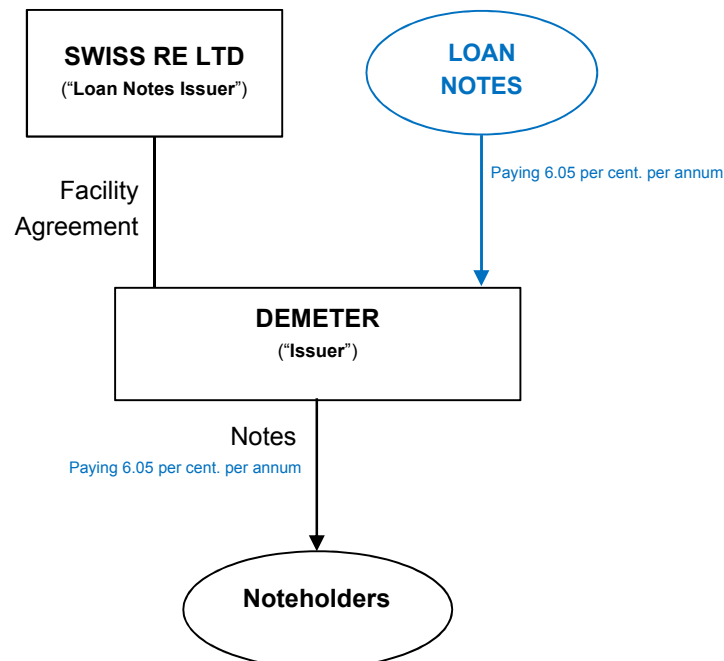 SWISS RE LTD
(“Loan Notes Issuer”)
LOAN
NOTES
Paying 6.05 per cent. per annum
Facility
Agreement
DEMETER
(“Issuer”)
Notes
Paying 6.05 per cent. per annum
Noteholders